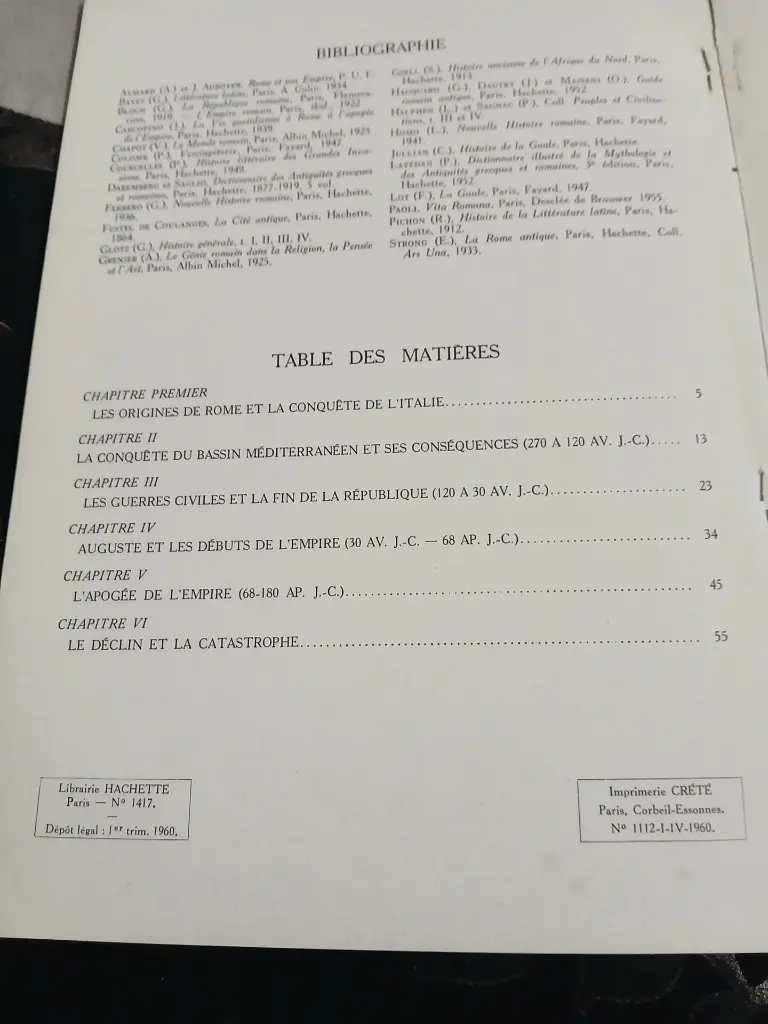 BIBLIOGRAPHIE
AYMARD (A.) et J. AUBOYER, Rome et son Empire, P. U. F.
BAYET (G.), Littérature latine, Paris, A. Colin, 1934.
BLOCH (G.), La République romaine, Paris, Flamma-
rion, 1919. — L'Empire romain, Paris, ibid., 1922.
CARCOPINO (J.), La Vie quotidienne à Rome à l'apogée
de l'Empire, Paris, Hachette, 1939.
CHAPOT (V.), Le Monde romain, Paris, Albin Michel, 1925.
COLOMB (P.), Vercingétorix, Paris, Fayard, 1947.
COURCELLES (P.), Histoire littéraire des Grandes Inva-
sions, Paris, Hachette, 1949.
DAREMBERG et SAGLIO, Dictionnaire des Antiquités grecques
et romaines, Paris, Hachette, 1877-1919, 5 vol.
FERRERO (G.), Nouvelle Histoire romaine, Paris, Hachette,
1936.
FUSTEL DE COULANGES, La Cité antique, Paris, Hachette,
1864.
GLOTZ (G.), Histoire générale, t. I, II, III, IV.
GRENIER (A.), Le Génie romain dans la Religion, la Pensée
et l'Art, Paris, Albin Michel, 1925.
GSELL (S.), Histoire ancienne de l'Afrique du Nord, Paris,
Hachette, 1913.
(G.), DAUTRY (J.) et (O.), Guide
romain antique, Paris, Hachette, 1952.
HALPHEN (L.) et SAGNAC (P.), Coll. Peuples et Civilisa-
tions, t. III et IV.
HOMO (L.), Nouvelle Histoire romaine, Paris, Fayard,
1941.
JULLIAN (C.), Histoire de la Gaule, Paris, Hachette.
LAVEDAN (P.), Dictionnaire illustré de la Mythologie et
des Antiquités grecques et romaines, 3e édition, Paris,
Hachette, 1952.
LOT (F.), La Gaule, Paris, Fayard, 1947.
PAOLI, Vita Romana, Paris, Desclée de Brouwer 1955.
PICHON (R.), Histoire de la Littérature latine, Paris, Ha-
chette, 1912.
STRONG (E.), La Rome antique, Paris, Hachette, Coll.
Ars Una, 1933.
TABLE DES MATIÈRES
CHAPITRE PREMIER
LES ORIGINES DE ROME ET LA CONQUÊTE DE L'ITALIE.................................... 5
CHAPITRE II
LA CONQUÊTE DU BASSIN MÉDITERRANÉEN ET SES CONSÉQUENCES (270 A 120 AV. J.-C.)..... 13
CHAPITRE III
LES GUERRES CIVILES ET LA FIN DE LA RÉPUBLIQUE (120 A 30 AV. J.-C.)..................... 23
CHAPITRE IV
AUGUSTE ET LES DÉBUTS DE L'EMPIRE (30 AV. J.-C. — 68 AP. J.-C.)........................... 34
CHAPITRE V
L'APOGÉE DE L'EMPIRE (68-180 AP. J.-C.).................................................... 45
CHAPITRE VI
LE DÉCLIN ET LA CATASTROPHE............................................................ 55
Librairie HACHETTE
Paris — No 1417.
—
Dépôt légal : 1er trim. 1960.
Imprimerie CRÉTÉ
Paris, Corbeil-Essonnes.
No 1112-I-IV-1960.